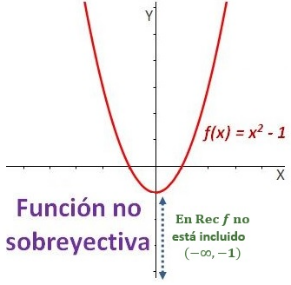 Y
f(x) = x² - 1
X
Función no
sobreyectiva
En Rec f no
está incluido
(−∞, −1)